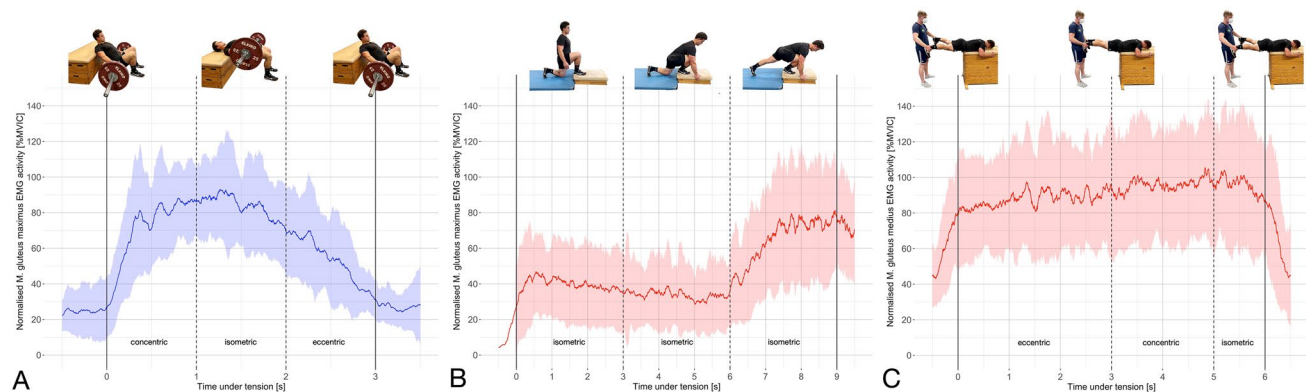 Normalised M. gluteus maximus EMG activity [%MVIC]
140
120
100
80
60
40
20
0
concentric isometric eccentric
0 1 2 3
Time under tension [s]
A
Normalised M. gluteus maximus EMG activity [%MVIC]
140
120
100
80
60
40
20
0
isometric isometric isometric
0 1 2 3 3 4 5 6 6 7 8 9
Time under tension [s]
B
Normalised M. gluteus medius EMG activity [%MVIC]
140
120
100
80
60
40
20
0
eccentric concentric isometric
0 1 2 3 4 5 6
Time under tension [s]
C